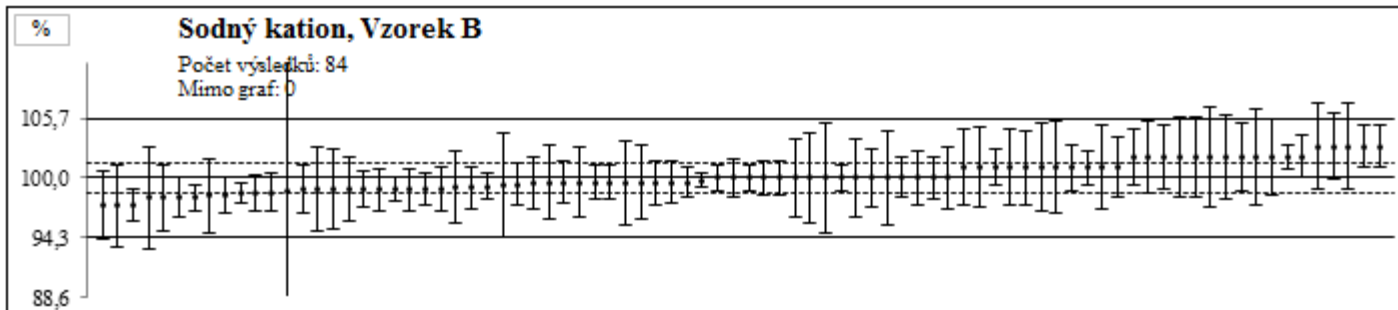 %
Sodný kation, Vzorek B
Počet výsledků: 84
Mimo graf: 0
105,7
100,0
94,3
88,6